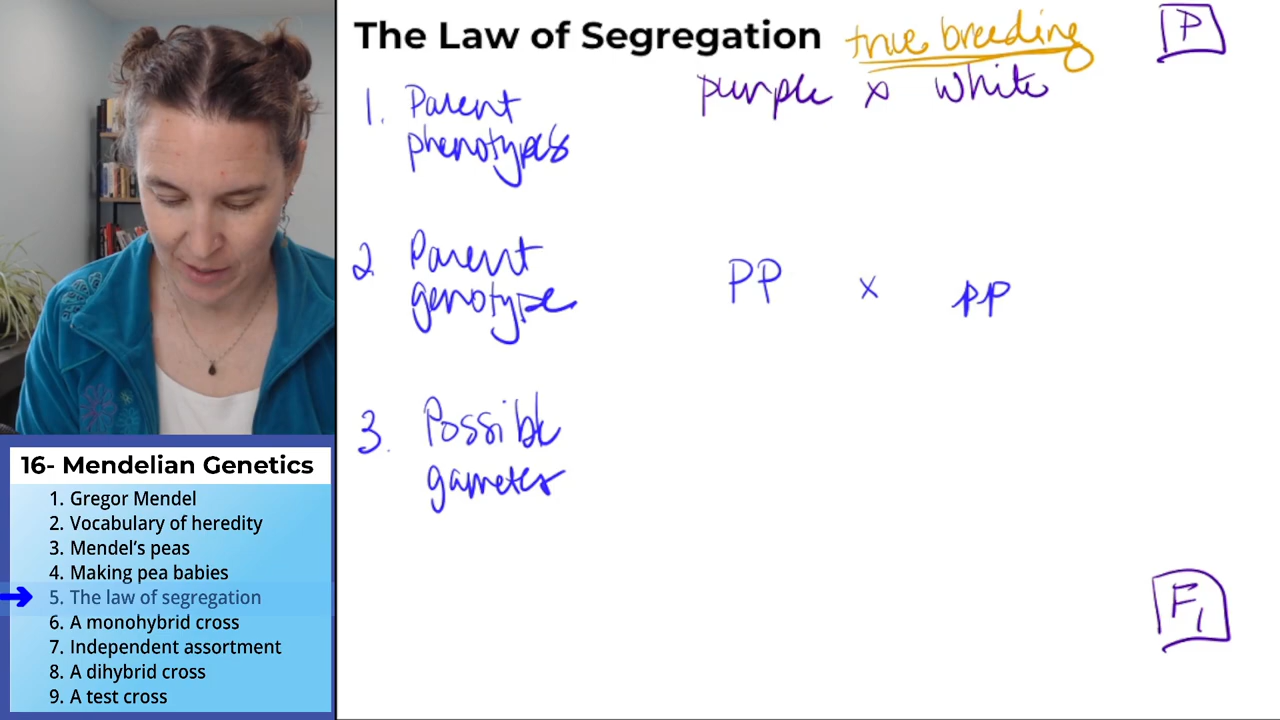 The Law of Segregation true breeding P
purple x white
1. Parent
phenotypes
2 Parent
genotype
PP x pp
3. Possible
gametes
F1
16- Mendelian Genetics
1. Gregor Mendel
2. Vocabulary of heredity
3. Mendel's peas
4. Making pea babies
5. The law of segregation
6. A monohybrid cross
7. Independent assortment
8. A dihybrid cross
9. A test cross